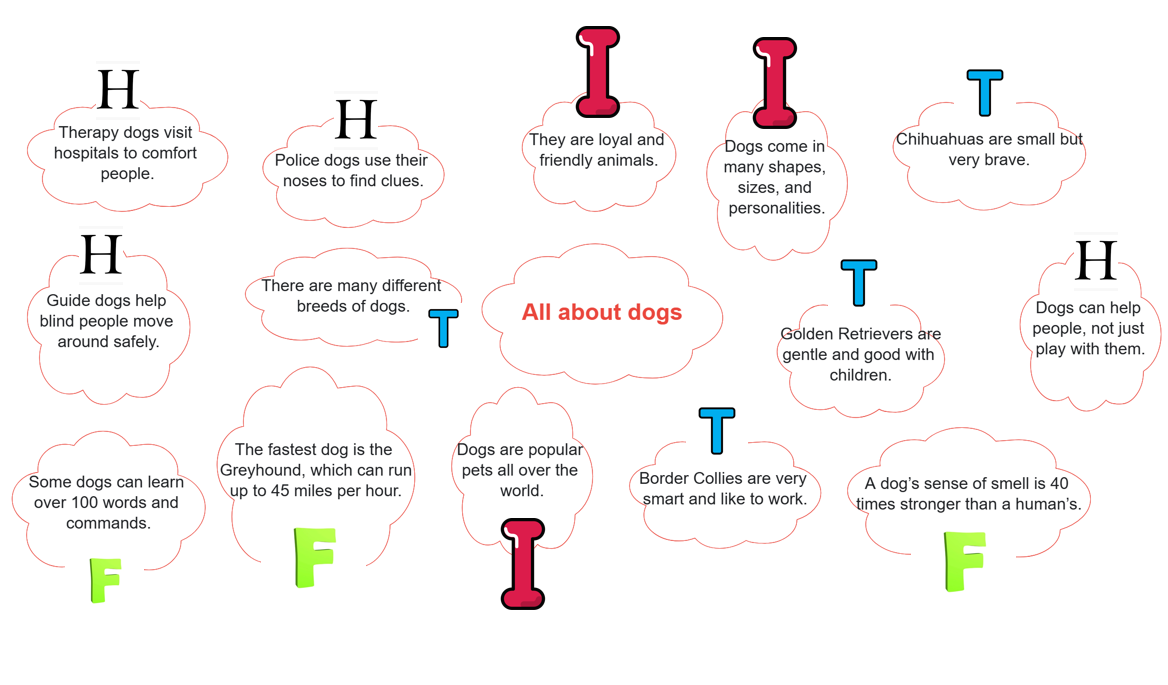 H
Therapy dogs visit
hospitals to comfort
people.
H
Police dogs use their
noses to find clues.
I
They are loyal and
friendly animals.
I
Dogs come in
many shapes,
sizes, and
personalities.
T
Chihuahuas are small but
very brave.
H
Guide dogs help
blind people move
around safely.
There are many different
breeds of dogs.
T
All about dogs
T
Golden Retrievers are
gentle and good with
children.
H
Dogs can help
people, not just
play with them.
Some dogs can learn
over 100 words and
commands.
F
The fastest dog is the
Greyhound, which can run
up to 45 miles per hour.
F
Dogs are popular
pets all over the
world.
I
T
Border Collies are very
smart and like to work.
A dog’s sense of smell is 40
times stronger than a human’s.
F